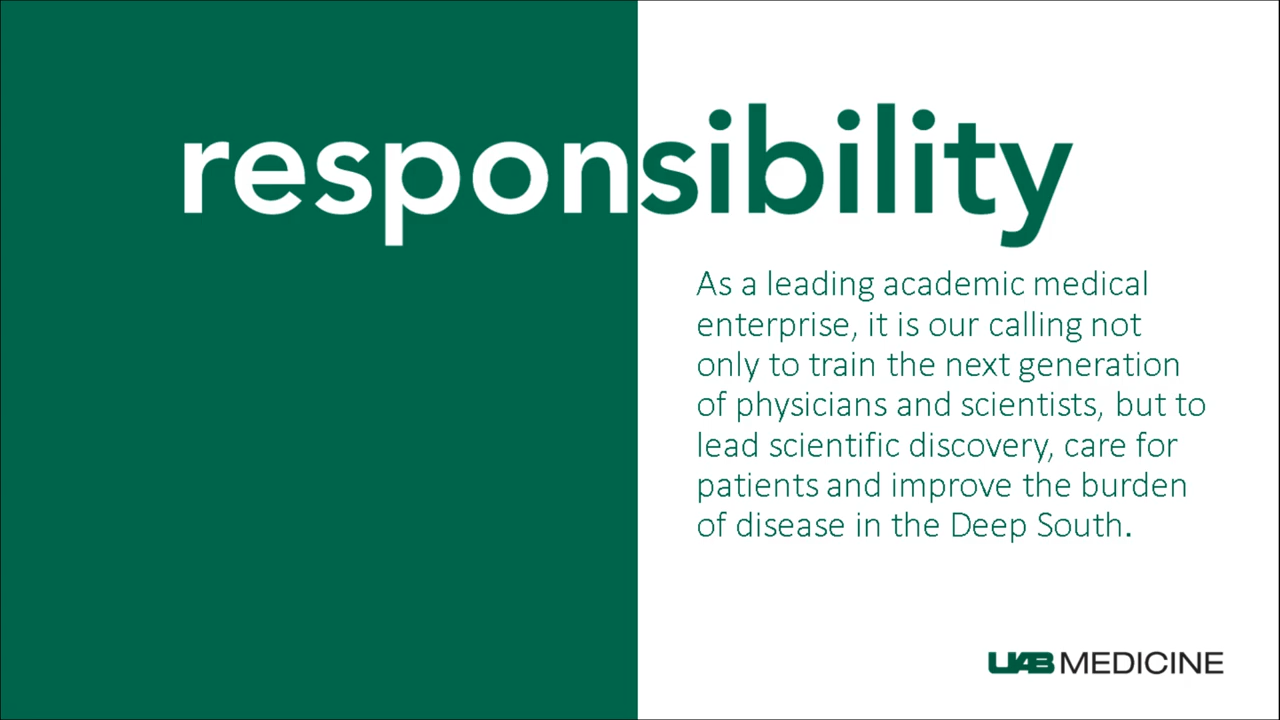 responsibility
As a leading academic medical
enterprise, it is our calling not
only to train the next generation
of physicians and scientists, but to
lead scientific discovery, care for
patients and improve the burden
of disease in the Deep South.
UAB MEDICINE